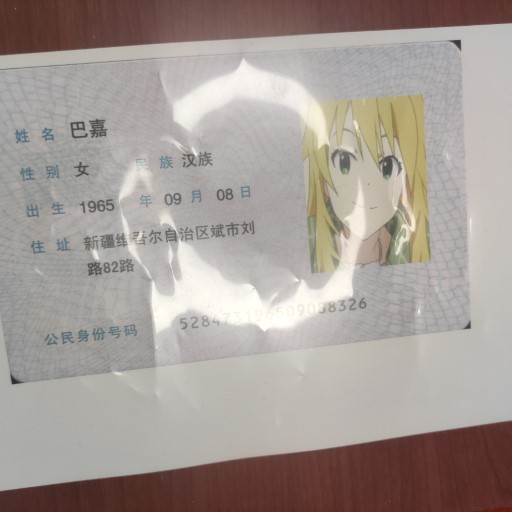 姓名 巴嘉
性别 女 民族 汉族
出生 1965 年 09 月 08 日
住址 新疆维吾尔自治区斌市刘
路82路
公民身份号码